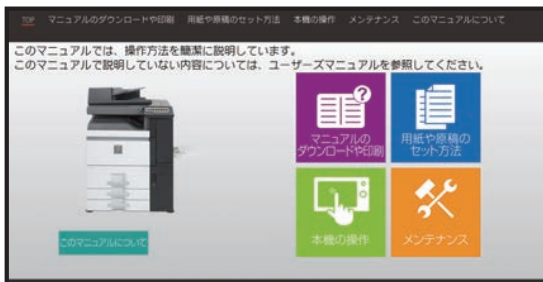 TOP マニュアルのダウンロードや印刷 用紙や原稿のセット方法 本機の操作 メンテナンス このマニュアルについて
このマニュアルでは、操作方法を簡潔に説明しています。
このマニュアルで説明していない内容については、ユーザーズマニュアルを参照してください。
マニュアルの
ダウンロードや印刷
用紙や原稿の
セット方法
本機の操作
メンテナンス
このマニュアルについて